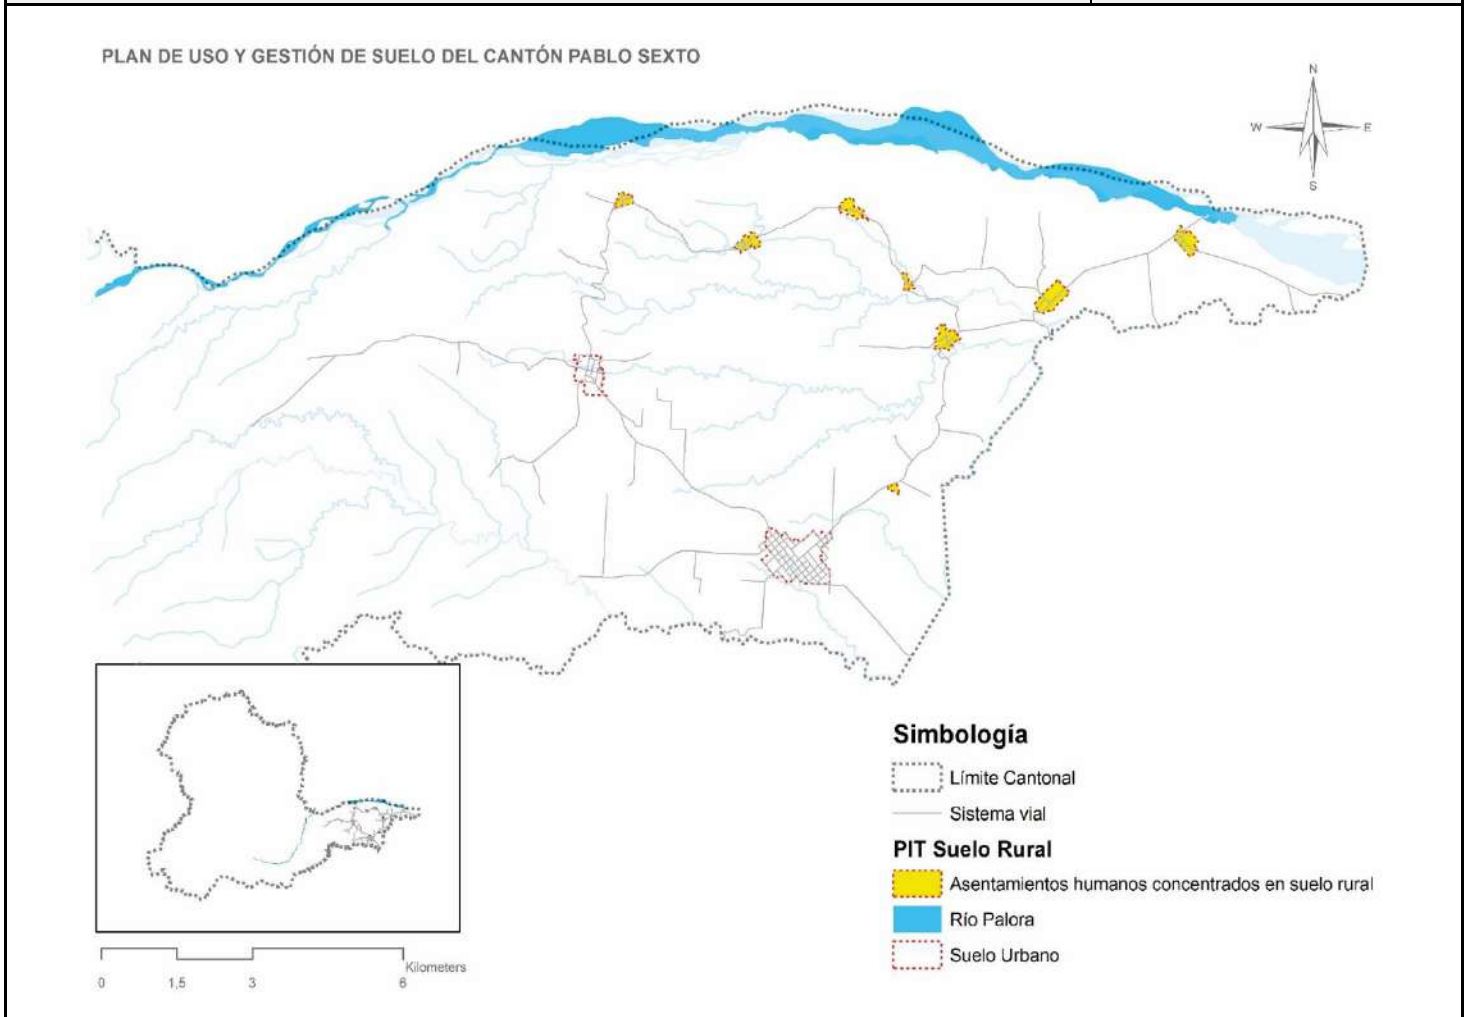 PLAN DE USO Y GESTIÓN DE SUELO DEL CANTÓN PABLO SEXTO
N
W E
S
Simbología
Límite Cantonal
Sistema vial
PIT Suelo Rural
Asentamientos humanos concentrados en suelo rural
Río Palora
Suelo Urbano
Kilometers
0 1,5 3 6